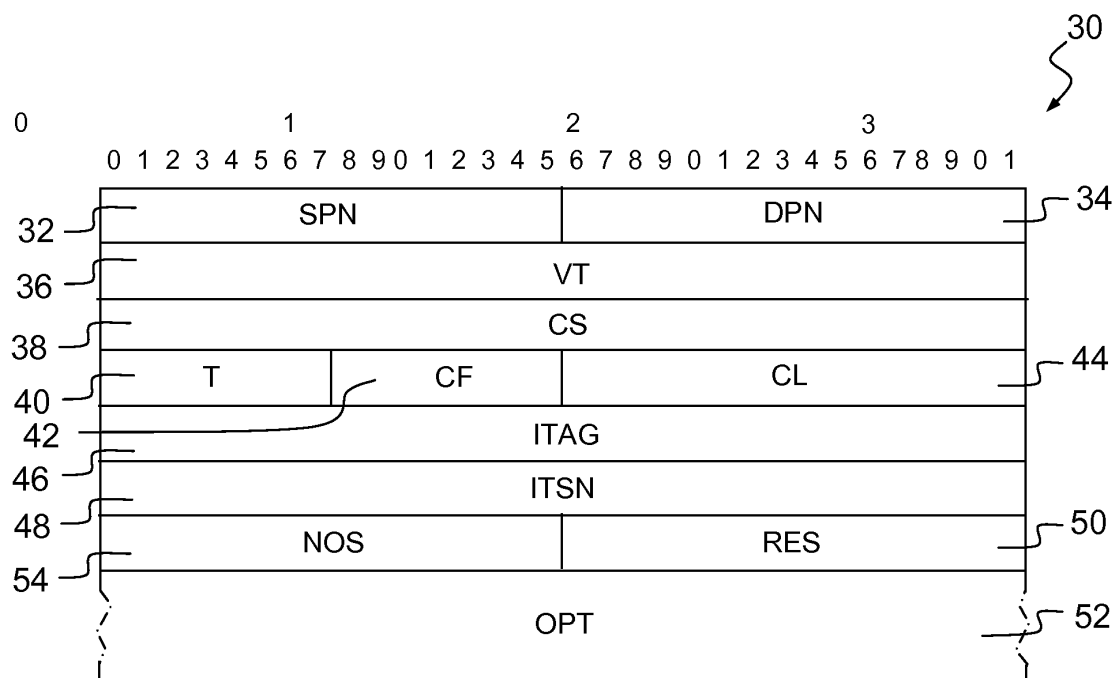 30
0 1 2 3
0 1 2 3 4 5 6 7 8 9 0 1 2 3 4 5 6 7 8 9 0 1 2 3 4 5 6 7 8 9 0 1
32 SPN DPN 34
36 VT
38 CS
40 T CF CL 44
42 ITAG
46
48 ITSN
54 NOS RES 50
OPT 52